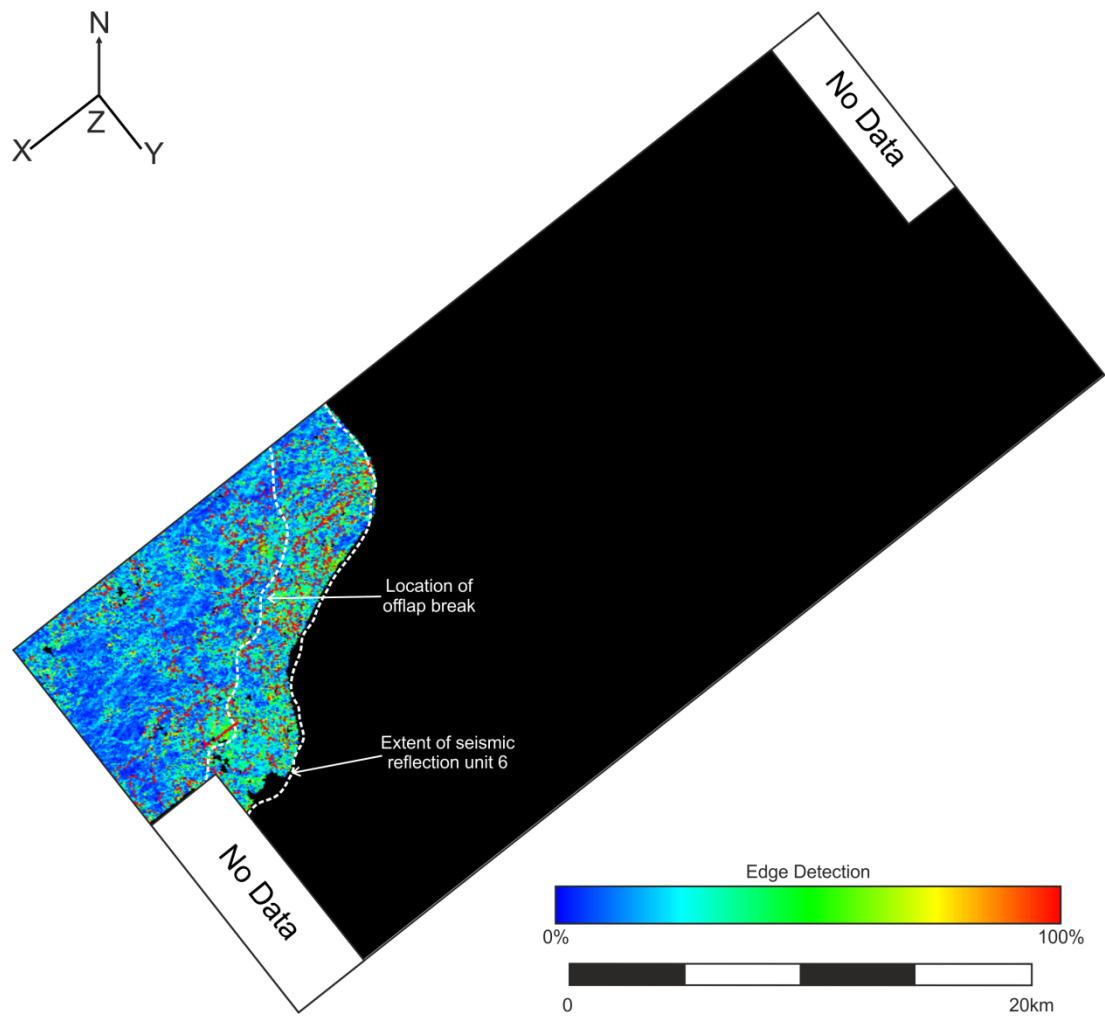 N
X
Z
Y
No Data
Location of
offlap break
Extent of seismic
reflection unit 6
No Data
Edge Detection
0%
100%
0
20km